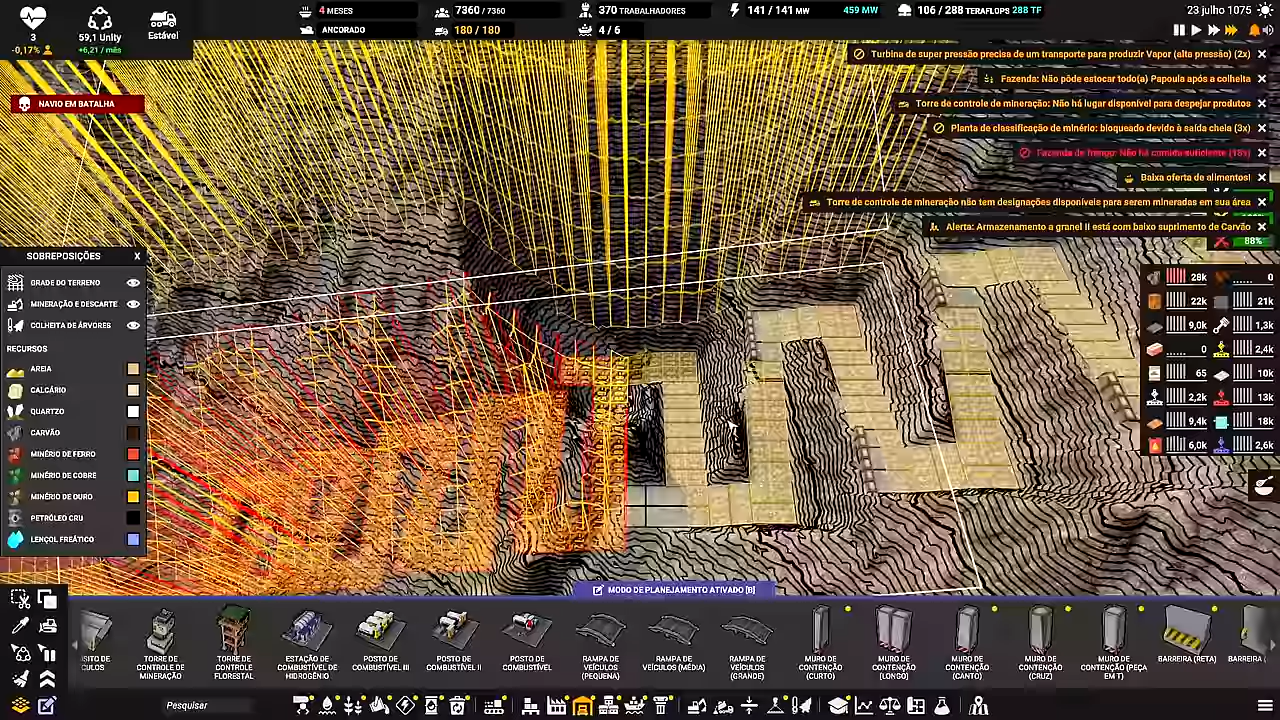 3
-0,17%
59,1 Unity
+6,21 / mês
Estável
4 MESES
ANCORADO
7360 / 7360
180 / 180
370 TRABALHADORES
4 / 6
141 / 141 MW
459 MW
106 / 288 TERAFLOPS 288 TF
23 julho 1075
NAVIO EM BATALHA
Turbina de super pressão precisa de um transporte para produzir Vapor (alta pressão) (2x)
Fazenda: Não pôde estocar todo(a) Papoula após a colheita
Torre de controle de mineração: Não há lugar disponível para despejar produtos
Planta de classificação de minério: bloqueado devido à saída cheia (3x)
Fazenda de frango: Não há comida suficiente (18x)
Baixa oferta de alimentos!
Torre de controle de mineração não tem designações disponíveis para serem mineradas em sua área
Alerta: Armazenamento a granel II está com baixo suprimento de Carvão
88%
SOBREPOSIÇÕES X
GRADE DO TERRENO
MINERAÇÃO E DESCARTE
COLHEITA DE ÁRVORES
RECURSOS
AREIA
CALCÁRIO
QUARTZO
CARVÃO
MINÉRIO DE FERRO
MINÉRIO DE COBRE
MINÉRIO DE OURO
PETRÓLEO CRU
LENÇOL FREÁTICO
28k 0
22k 21k
9,0k 1,3k
0 2,4k
65 10k
2,2k 13k
9,4k 18k
6,0k 2,6k
MODO DE PLANEJAMENTO ATIVADO [B]
TORRE DE CONTROLE DE MINERAÇÃO
TORRE DE CONTROLE FLORESTAL
ESTAÇÃO DE COMBUSTÍVEL DE HIDROGÊNIO
POSTO DE COMBUSTÍVEL III
POSTO DE COMBUSTÍVEL II
POSTO DE COMBUSTÍVEL
RAMPA DE VEÍCULOS (PEQUENA)
RAMPA DE VEÍCULOS (MÉDIA)
RAMPA DE VEÍCULOS (GRANDE)
MURO DE CONTENÇÃO (CURTO)
MURO DE CONTENÇÃO (LONGO)
MURO DE CONTENÇÃO (CANTO)
MURO DE CONTENÇÃO (CRUZ)
MURO DE CONTENÇÃO (PEÇA EM T)
BARREIRA (RETA)
BARREIRA (
Pesquisar